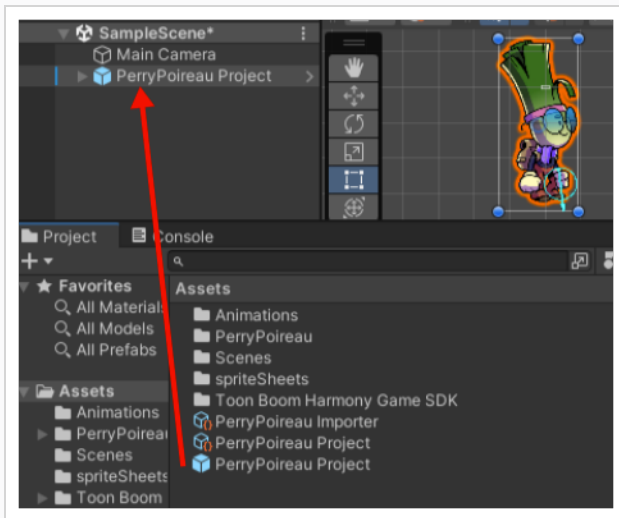 SampleScene*
Main Camera
PerryPoireau Project
Project
Console
Favorites
All Materials
All Models
All Prefabs
Assets
Animations
PerryPoireau
Scenes
spriteSheets
Toon Boom
Assets
Animations
PerryPoireau
Scenes
spriteSheets
Toon Boom Harmony Game SDK
PerryPoireau Importer
PerryPoireau Project
PerryPoireau Project